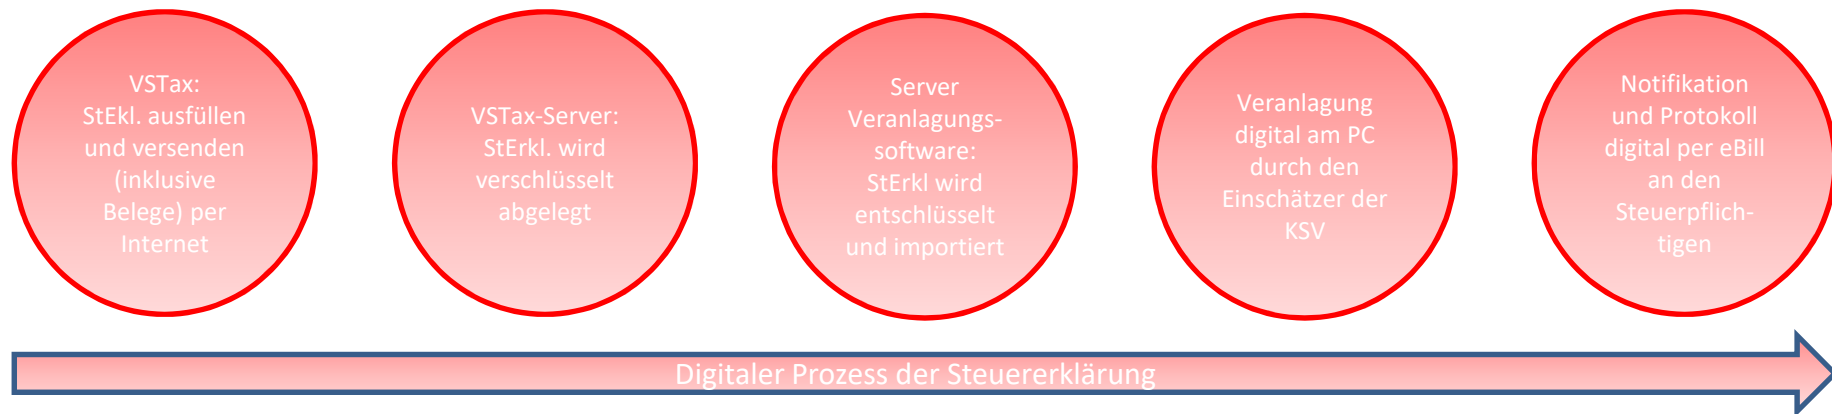 VSTax:
StEkl. ausfüllen
und versenden
(inklusive
Belege) per
Internet
VSTax-Server:
StErkl. wird
verschlüsselt
abgelegt
Server
Veranlagungs-
software:
StErkl wird
entschlüsselt
und importiert
Veranlagung
digital am PC
durch den
Einschätzer der
KSV
Notifikation
und Protokoll
digital per eBill
an den
Steuerpflich-
tigen
Digitaler Prozess der Steuererklärung